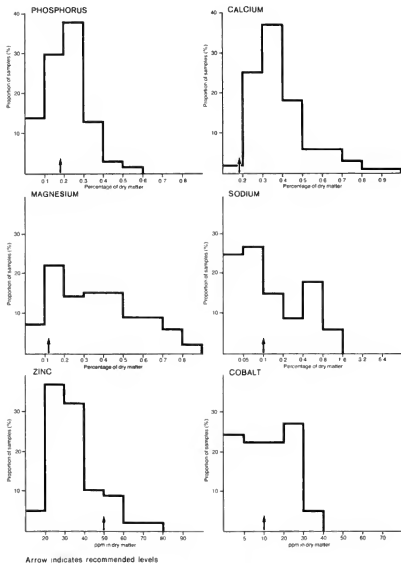 PHOSPHORUS
CALCIUM
Proportion of samples (%)
40
30
20
10
0.1 0.2 0.3 0.4 0.5 0.6 0.7 0.8
Percentage of dry matter
Proportion of samples (%)
40
30
20
10
0.2 0.3 0.4 0.5 0.6 0.7 0.8 0.9
Percentage of dry matter
MAGNESIUM
SODIUM
Proportion of samples (%)
30
20
10
0.1 0.2 0.3 0.4 0.5 0.6 0.7 0.8
Percentage of dry matter
Proportion of samples (%)
30
20
10
0.05 0.1 0.2 0.4 0.8 1.6 3.2 6.4
Percentage of dry matter
ZINC
COBALT
Proportion of samples (%)
30
20
10
20 30 40 50 60 70 80 90
ppm in dry matter
Proportion of samples (%)
30
20
10
5 10 20 30 40 50 60 70
ppm in dry matter
Arrow indicates recommended levels